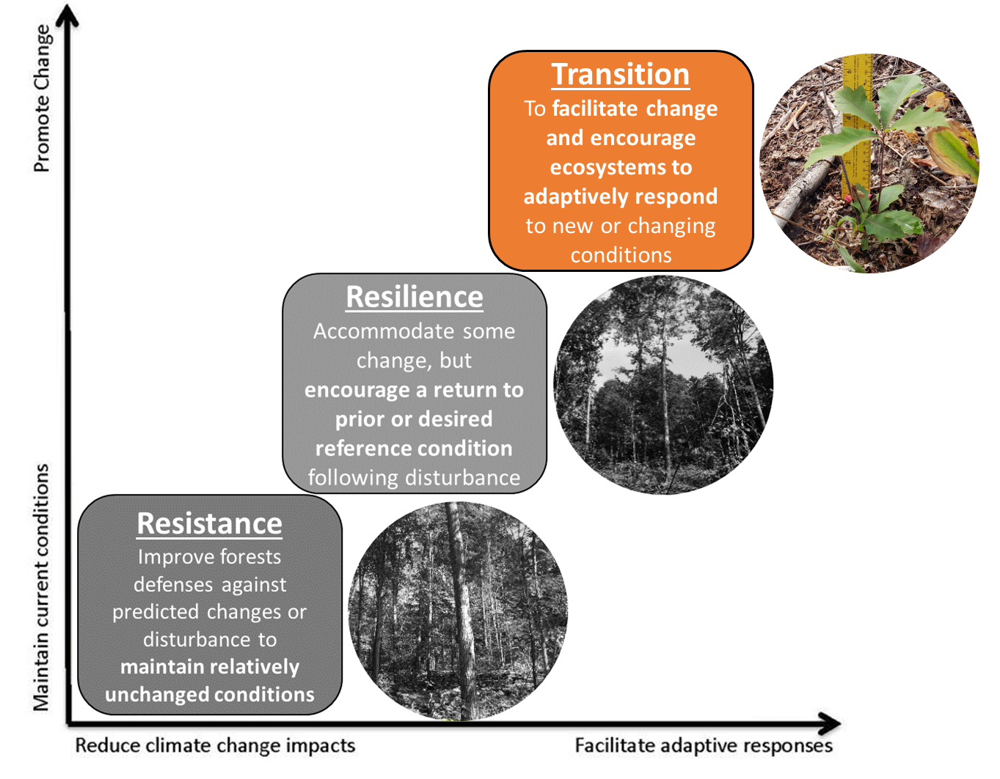 Promote Change
Transition
To facilitate change
and encourage
ecosystems to
adaptively respond
to new or changing
conditions
Resilience
Accommodate some
change, but
encourage a return to
prior or desired
reference condition
following disturbance
Maintain current conditions
Resistance
Improve forests
defenses against
predicted changes or
disturbance to
maintain relatively
unchanged conditions
Reduce climate change impacts
Facilitate adaptive responses